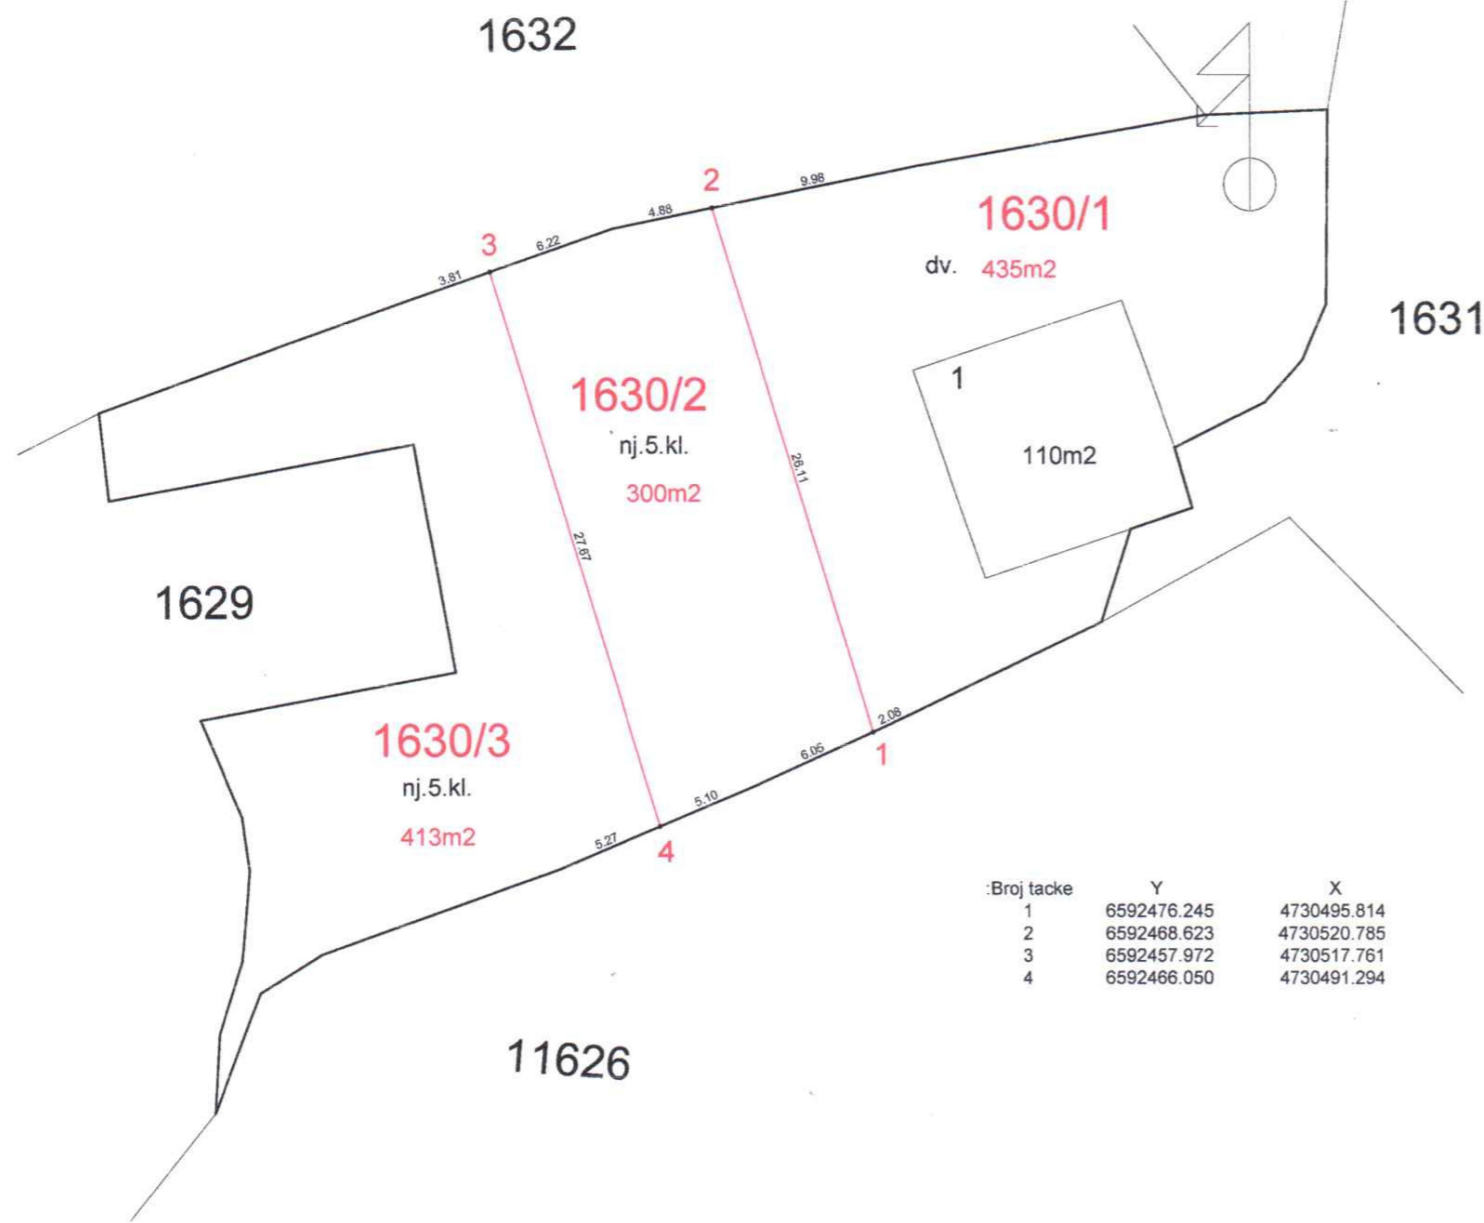 1632
2
9.98
4.88
1630/1
3
6.22
dv. 435m2
3.81
1631
1
1630/2
nj.5.kl.
110m2
26.11
300m2
27.67
1629
2.08
1630/3
6.05
1
nj.5.kl.
5.10
413m2
5.27
4
:Broj tacke Y X
1 6592476.245 4730495.814
2 6592468.623 4730520.785
3 6592457.972 4730517.761
4 6592466.050 4730491.294
11626